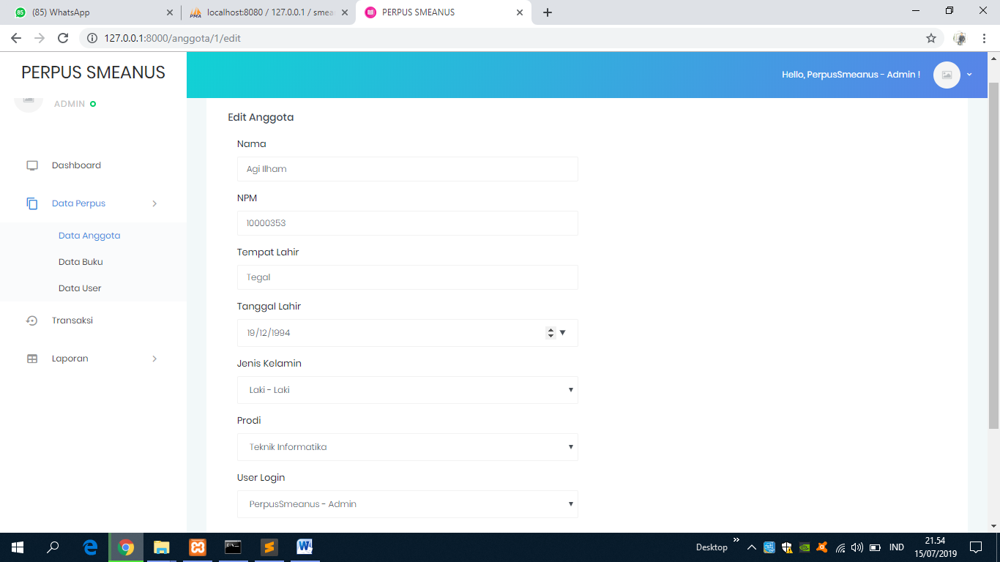 (85) WhatsApp
localhost:8080 / 127.0.0.1 / smea
PERPUS SMEANUS
127.0.0.1:8000/anggota/1/edit
PERPUS SMEANUS
Hello, PerpusSmeanus - Admin !
ADMIN
Dashboard
Data Perpus
Data Anggota
Data Buku
Data User
Transaksi
Laporan
Edit Anggota
Nama
Agi Ilham
NPM
10000353
Tempat Lahir
Tegal
Tanggal Lahir
19/12/1994
Jenis Kelamin
Laki - Laki
Prodi
Teknik Informatika
User Login
PerpusSmeanus - Admin
Desktop
IND
21.54
15/07/2019